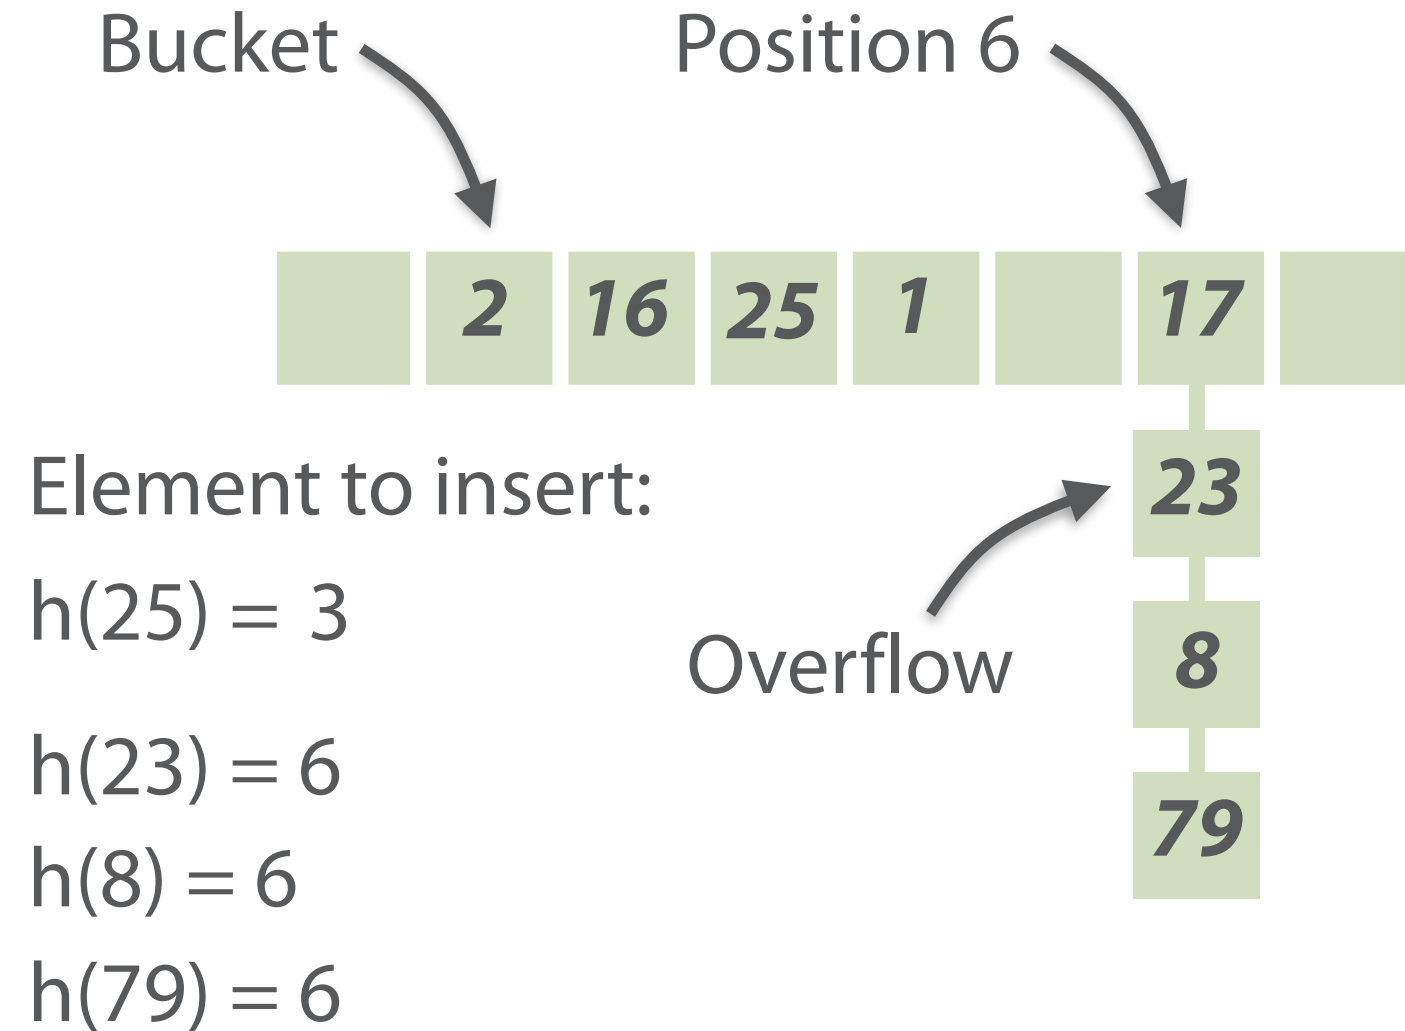 Bucket
Position 6
2 16 25 1 17
Element to insert:
23
h(25) = 3
Overflow
8
h(23) = 6
79
h(8) = 6
h(79) = 6